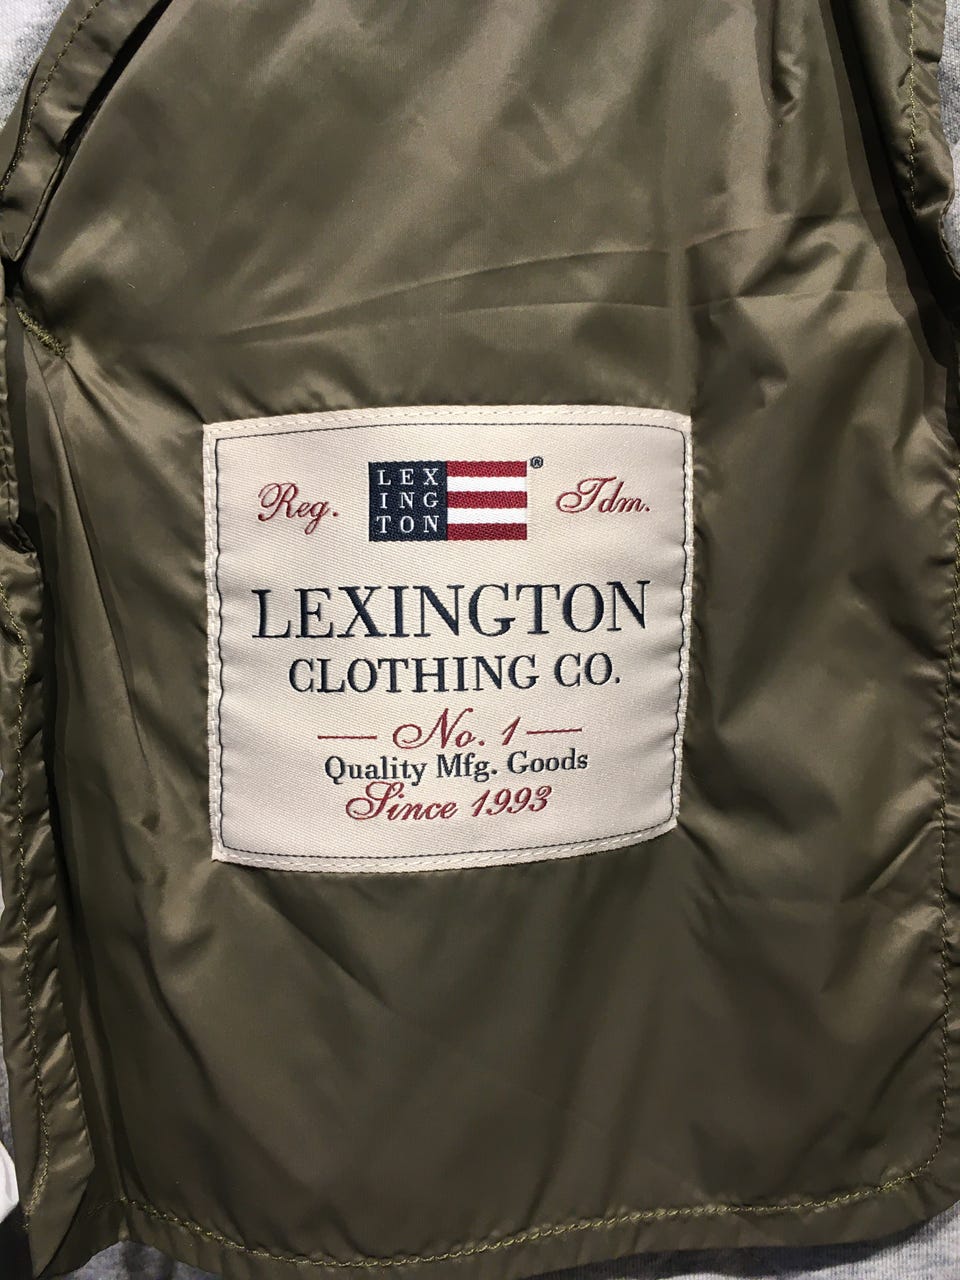 LEX
ING
TON
®
Reg.
Tdm.
LEXINGTON
CLOTHING CO.
No. 1
Quality Mfg. Goods
Since 1993